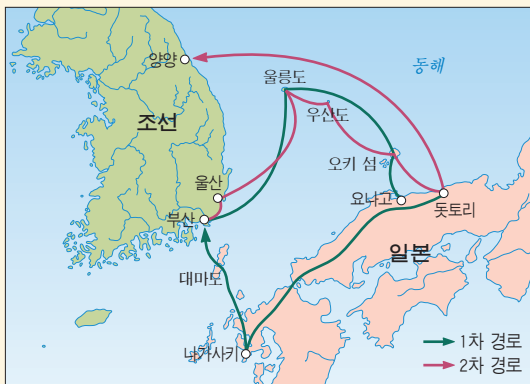 양양
울릉도
동해
우산도
조선
오키 섬
울산
요나고
돗토리
부산
일본
대마도
나가사키
1차 경로
2차 경로